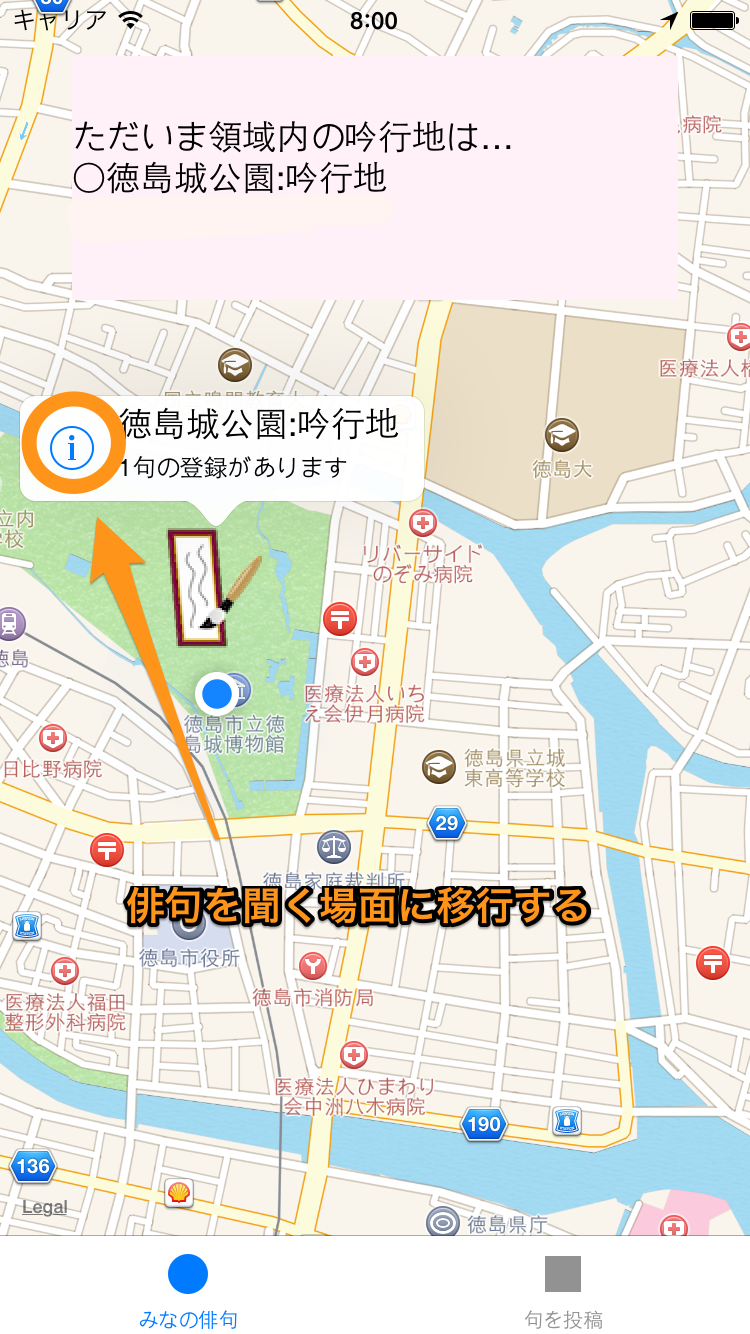 キャリア
8:00
ただいま領域内の吟行地は...
〇徳島城公園:吟行地
病院
医療法人
徳島城公園:吟行地
1句の登録があります
徳島大
立内
校
リバーサイド
のぞみ病院
徳島
医療法人いち
え会伊月病院
徳島市立徳
島城博物館
日比野病院
徳島県立城
東高等学校
29
徳島家庭裁判所
俳句を聞く場面に移行する
徳島市役所
徳島市消防局
医療法人福田
整形外科病院
医療法人ひまわり
会中洲八木病院
190
136
Legal
徳島県庁
みなの俳句
句を投稿